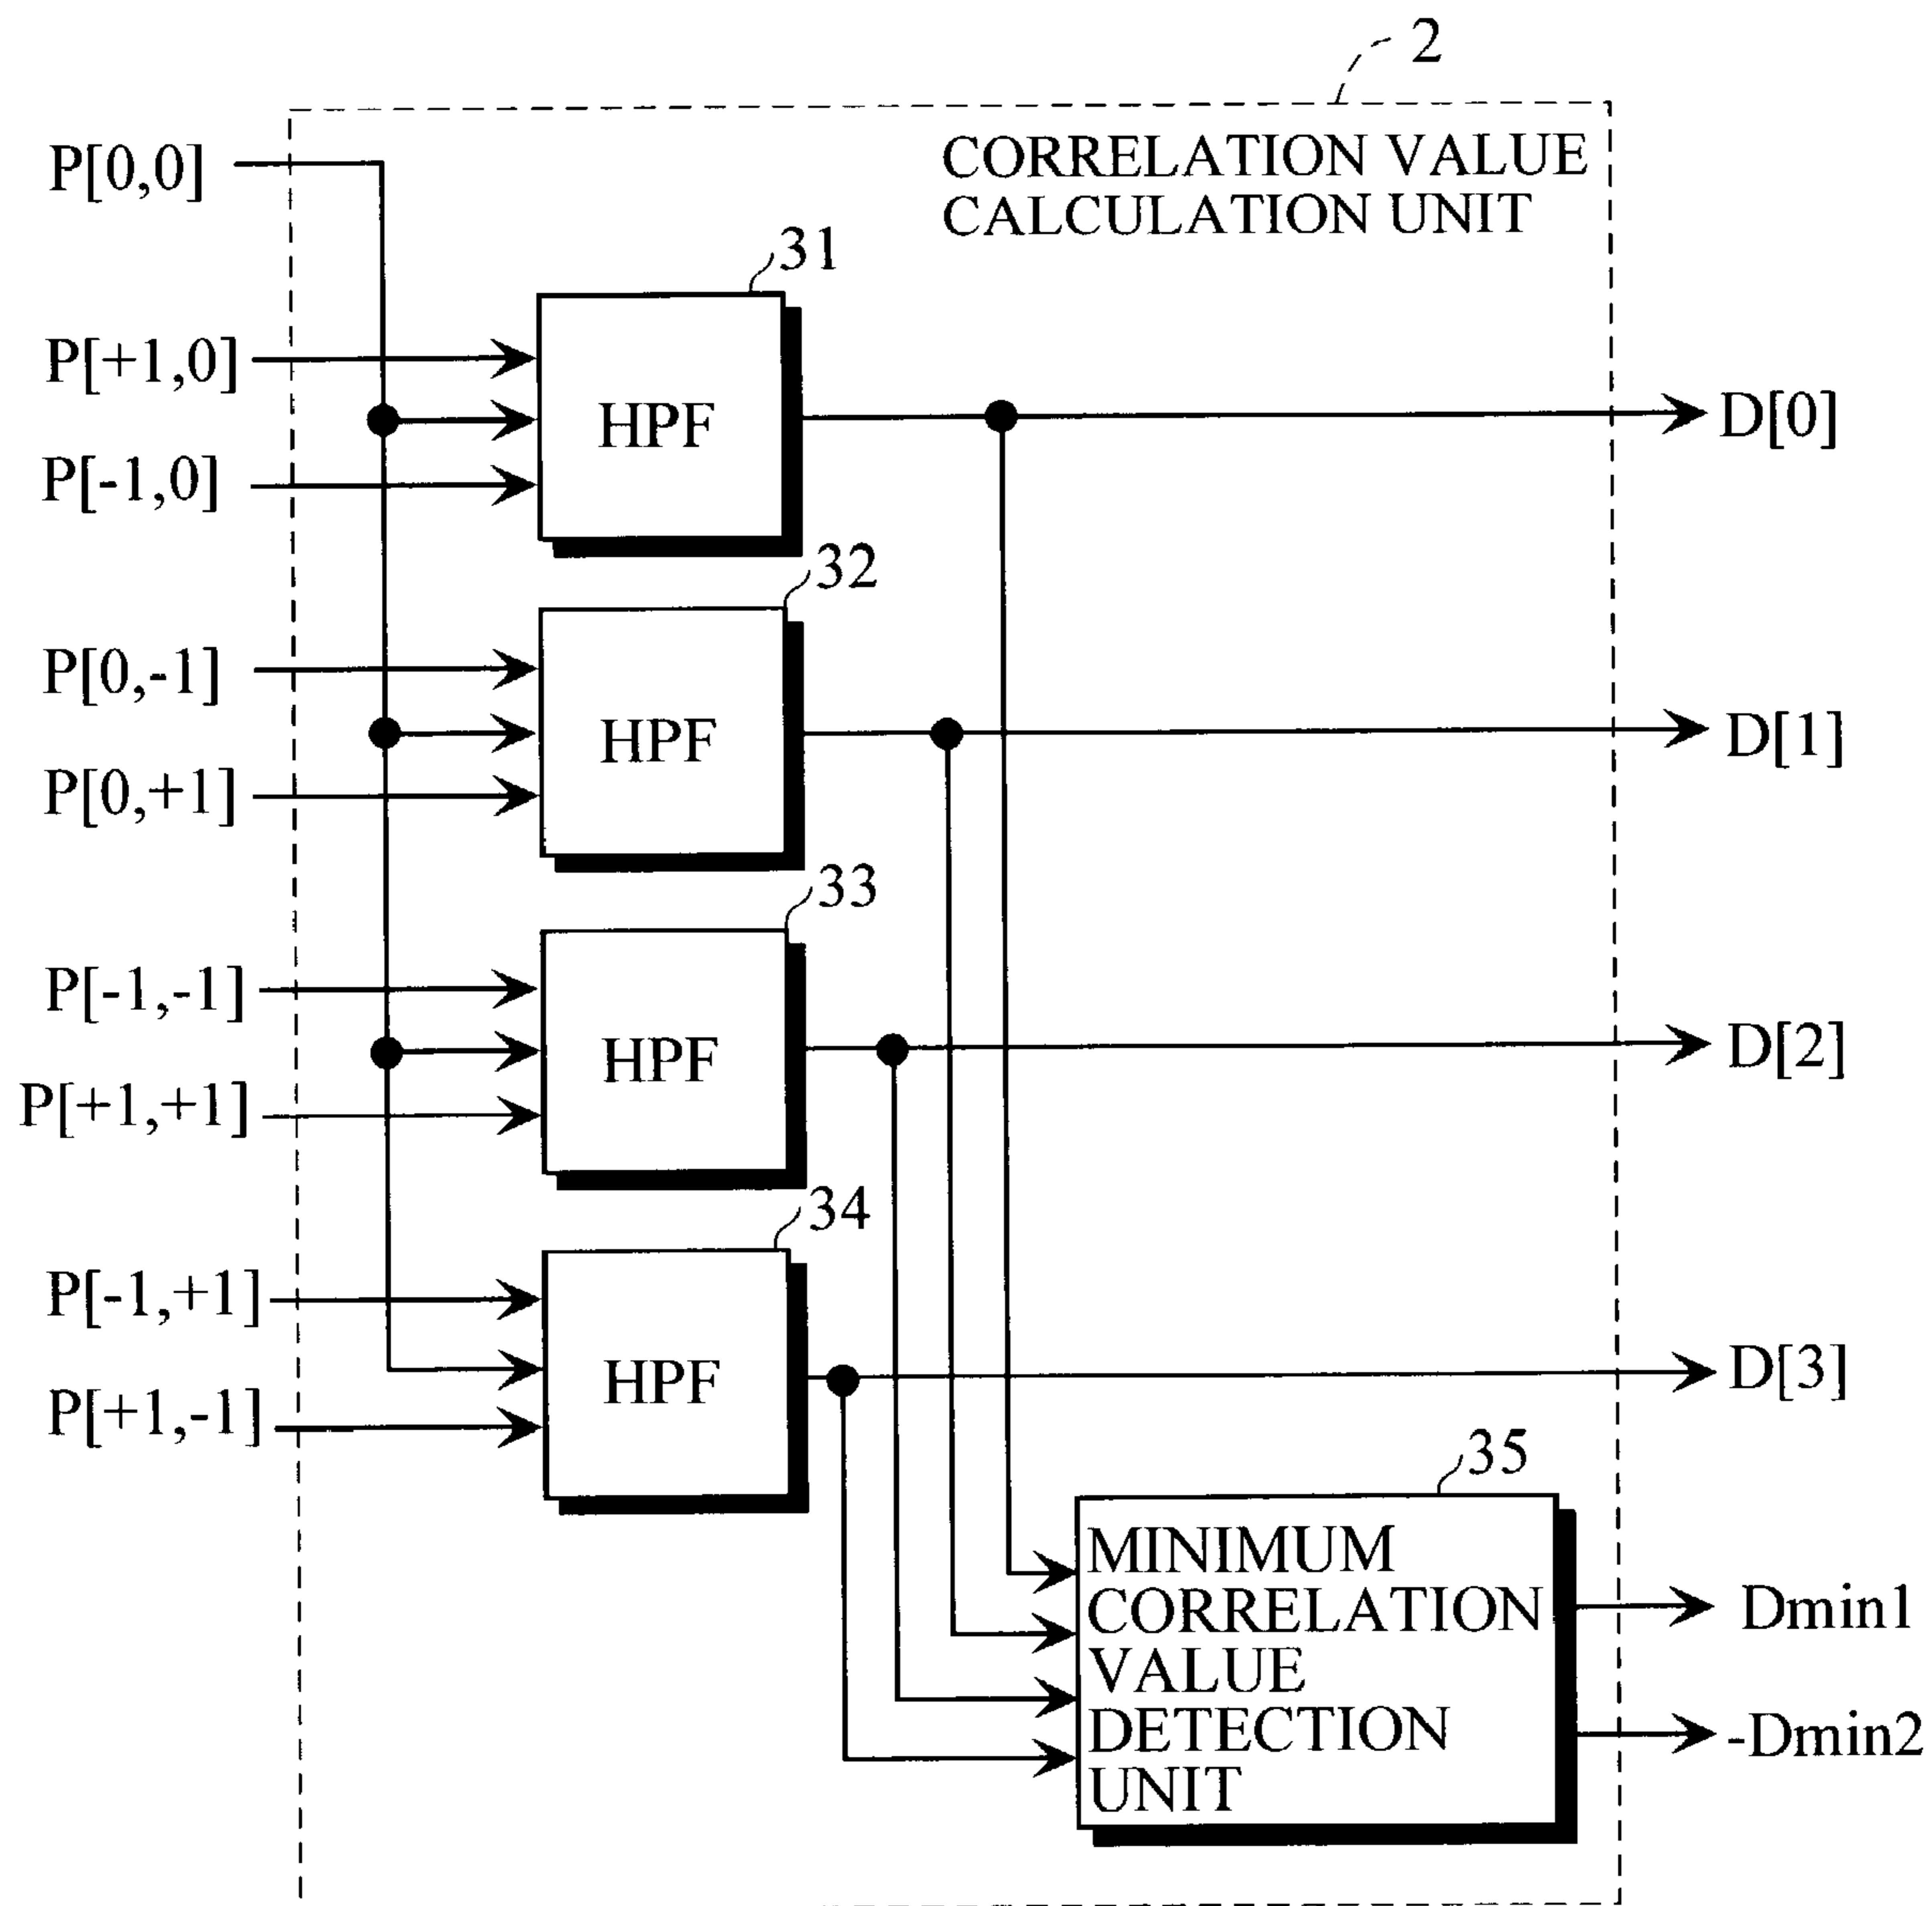 2
CORRELATION VALUE
CALCULATION UNIT
P[0,0]
31
P[+1,0]
HPF
D[0]
P[-1,0]
32
P[0,-1]
HPF
D[1]
P[0,+1]
33
P[-1,-1]
HPF
D[2]
P[+1,+1]
34
P[-1,+1]
HPF
D[3]
P[+1,-1]
35
MINIMUM
CORRELATION
VALUE
DETECTION
UNIT
Dmin1
-Dmin2